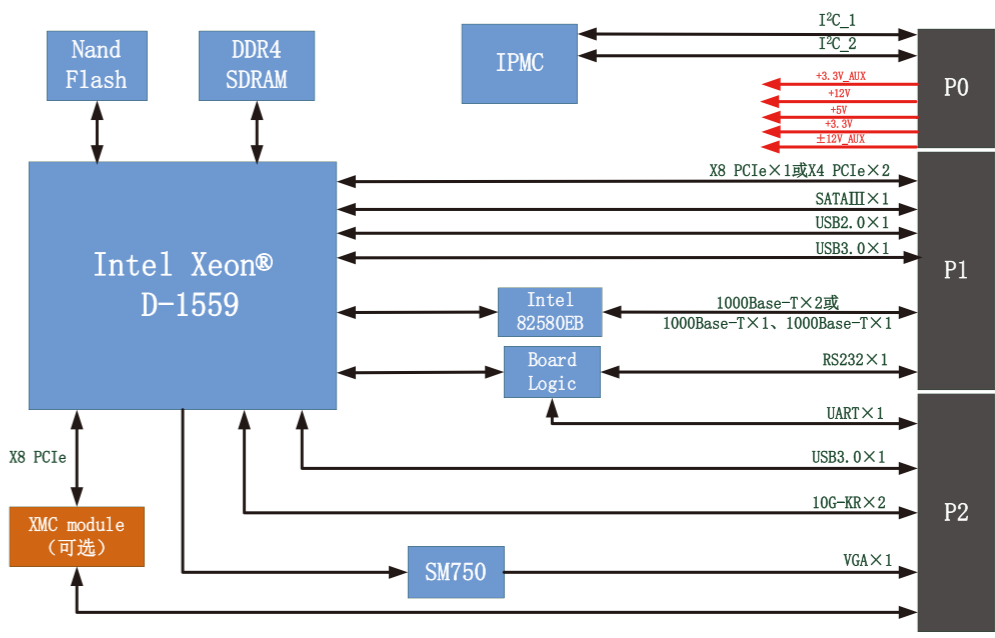 Nand
Flash
DDR4
SDRAM
IPMC
I²C_1
I²C_2
+3.3V_AUX
+12V
+5V
+3.3V
±12V_AUX
P0
Intel Xeon®
D-1559
X8 PCIe×1或X4 PCIe×2
SATAIII×1
USB2.0×1
USB3.0×1
P1
Intel
82580EB
1000Base-T×2或
1000Base-T×1、1000Base-T×1
Board
Logic
RS232×1
UART×1
X8 PCIe
USB3.0×1
XMC module
(可选)
10G-KR×2
P2
SM750
VGA×1